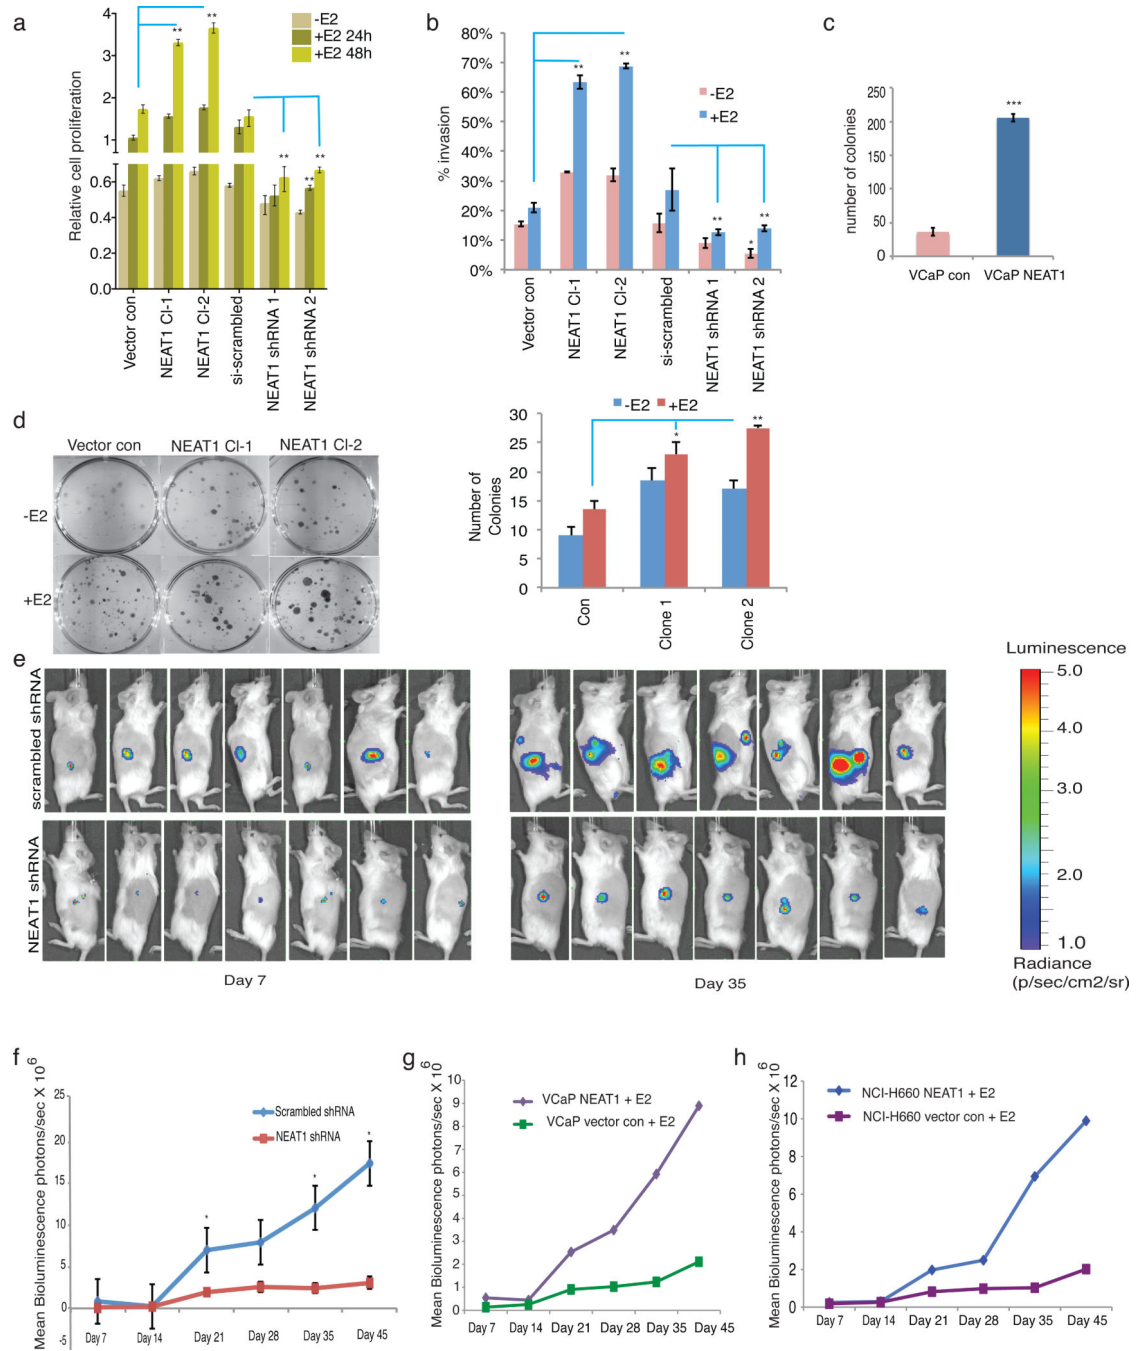 a
-E2
+E2 24h
+E2 48h
Relative cell proliferation
4
3
2
1
0.6
0.4
0.2
0.0
** ** ** ** **
Vector con
NEAT1 Cl-1
NEAT1 Cl-2
si-scrambled
NEAT1 shRNA 1
NEAT1 shRNA 2
b
-E2
+E2
% invasion
80%
70%
60%
50%
40%
30%
20%
10%
0%
** ** ** * **
Vector con
NEAT1 Cl-1
NEAT1 Cl-2
si-scrambled
NEAT1 shRNA 1
NEAT1 shRNA 2
c
number of colonies
250
200
150
100
50
0
***
VCaP con
VCaP NEAT1
d
Vector con
NEAT1 Cl-1
NEAT1 Cl-2
-E2
+E2
-E2
+E2
Number of
Colonies
30
25
20
15
10
5
0
* **
Con
Clone 1
Clone 2
e
scrambled shRNA
NEAT1 shRNA
Day 7
Day 35
Luminescence
5.0
4.0
3.0
2.0
1.0
Radiance
(p/sec/cm2/sr)
f
Mean Bioluminescence photons/sec X 10 6
25
20
15
10
5
0
-5
Scrambled shRNA
NEAT1 shRNA
* * *
Day 7
Day 14
Day 21
Day 28
Day 35
Day 45
g
Mean Bioluminescence photons/sec X 10 6
10
9
8
7
6
5
4
3
2
1
0
VCaP NEAT1 + E2
VCaP vector con + E2
Day 7
Day 14
Day 21
Day 28
Day 35
Day 45
h
Mean Bioluminescence photons/sec X 10 6
12
10
8
6
4
2
0
NCI-H660 NEAT1 + E2
NCI-H660 vector con + E2
Day 7
Day 14
Day 21
Day 28
Day 35
Day 45